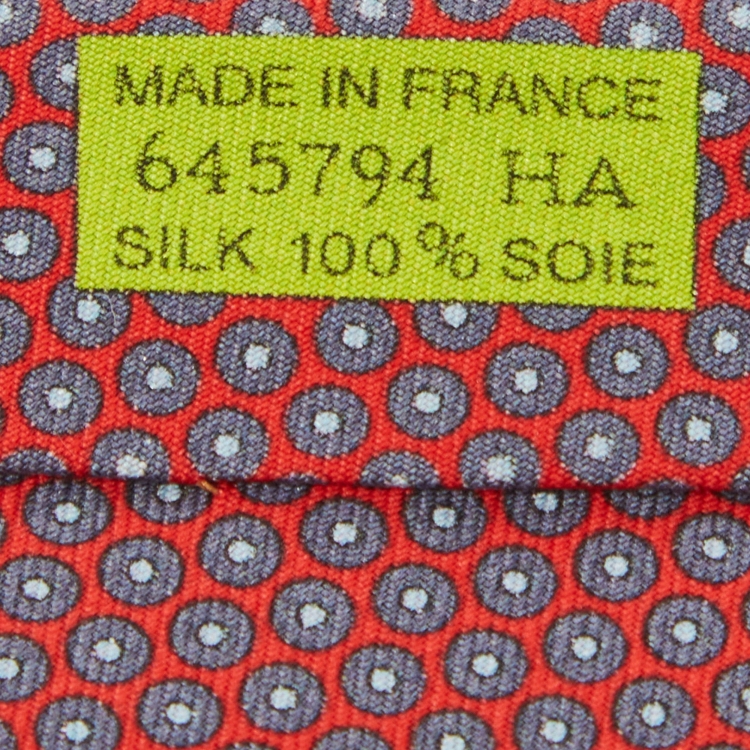 MADE IN FRANCE
645794 HA
SILK 100% SOIE